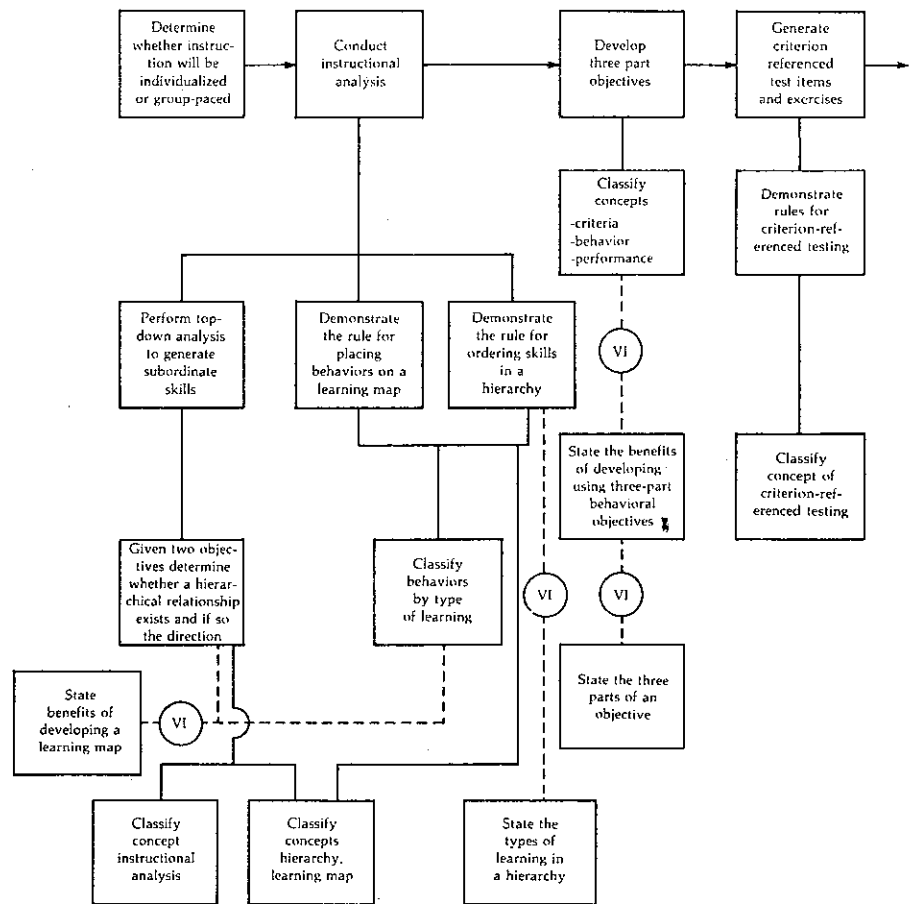 Determine
whether instruc-
tion will be
individualized
or group-paced
Conduct
instructional
analysis
Develop
three part
objectives
Generate
criterion
referenced
test items
and exercises
Classify
concepts
-criteria
-behavior
-performance
Demonstrate
rules for
criterion-ref-
erenced testing
Perform top-
down analysis
to generate
subordinate
skills
Demonstrate
the rule for
placing
behaviors on a
learning map
Demonstrate
the rule for
ordering skills
in a
hierarchy
VI
State the benefits
of developing
using three-part
behavioral
objectives
Classify
concept of
criterion-ref-
erenced testing
Given two objec-
tives determine
whether a hierar-
chical relationship
exists and if so
the direction
Classify
behaviors
by type
of learning
VI
VI
State
benefits of
developing a
learning map
VI
State the three
parts of an
objective
Classify
concept
instructional
analysis
Classify
concepts
hierarchy,
learning map
State the
types of
learning in
a hierarchy